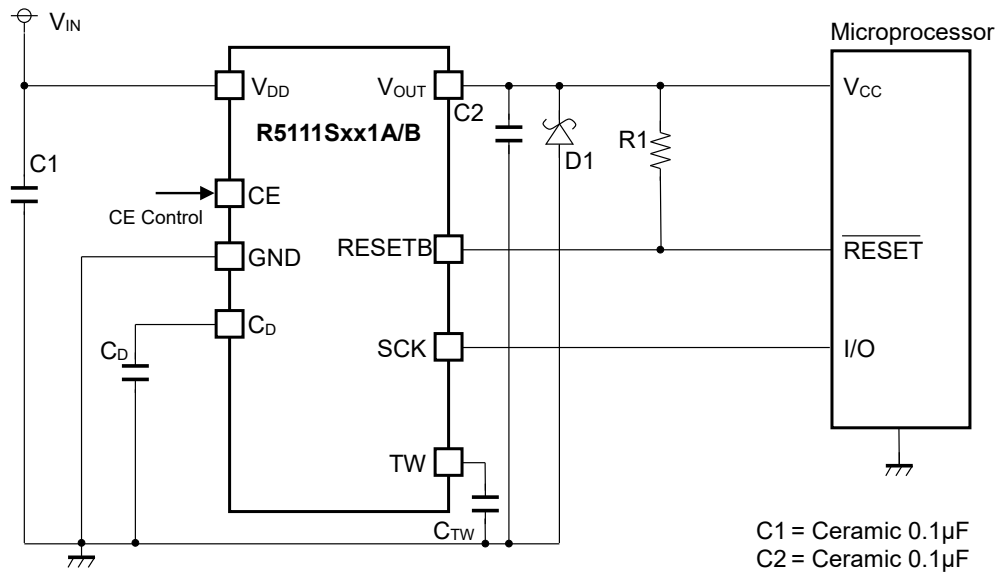 VIN
Microprocessor
VDD
VOUT
VCC
C2
R5111Sxx1A/B
R1
C1
D1
CE
CE Control
RESETB
RESET
GND
CD
CD
SCK
I/O
TW
CTW
C1 = Ceramic 0.1µF
C2 = Ceramic 0.1µF